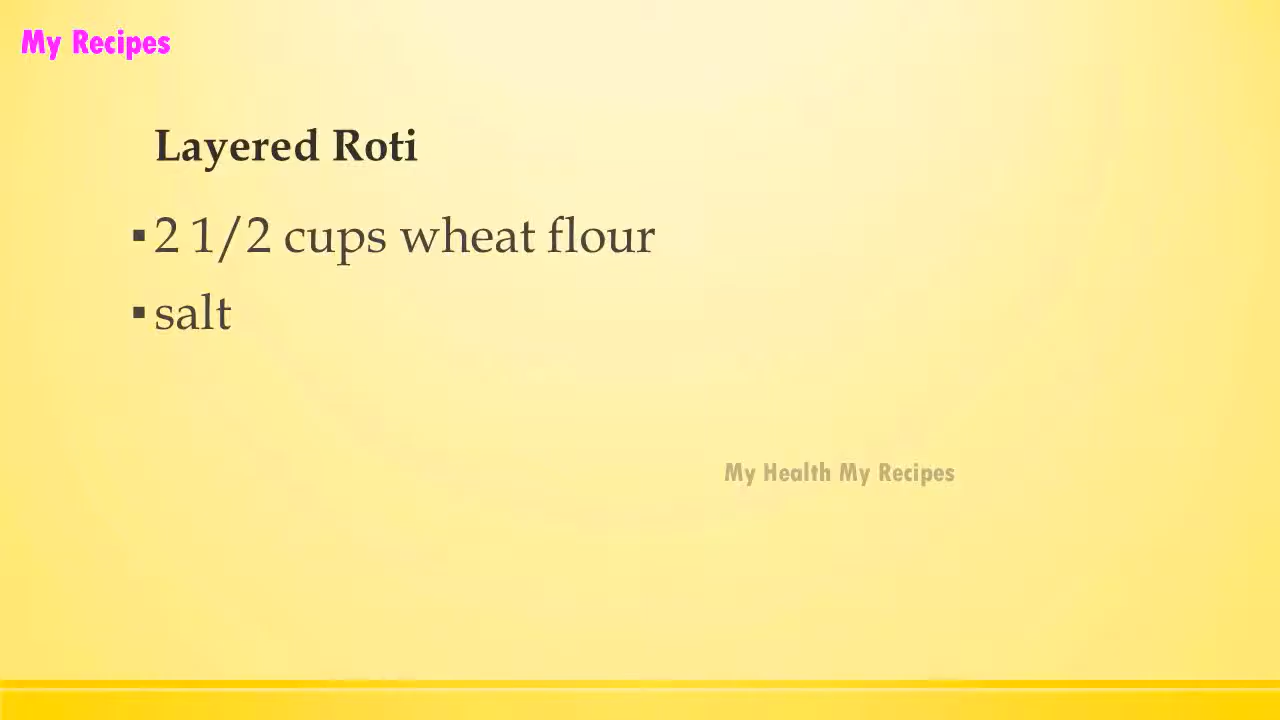 My Recipes
Layered Roti
▪ 2 1/2 cups wheat flour
▪ salt
My Health My Recipes